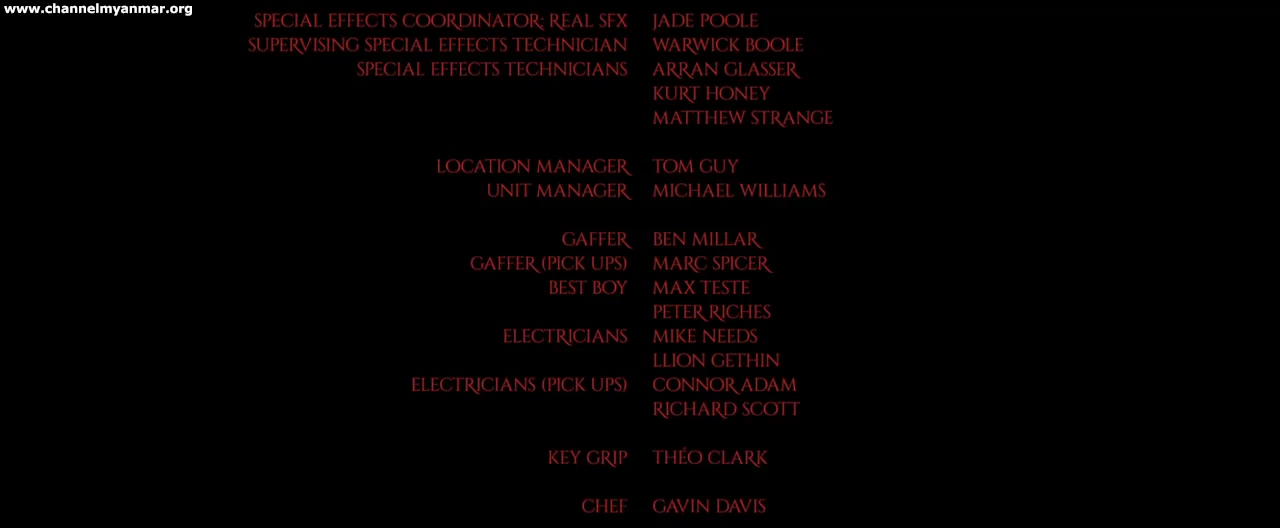 www.channelmyanmar.org
SPECIAL EFFECTS COORDINATOR: REAL SFX JADE POOLE
SUPERVISING SPECIAL EFFECTS TECHNICIAN WARWICK BOOLE
SPECIAL EFFECTS TECHNICIANS ARRAN GLASSER
KURT HONEY
MATTHEW STRANGE
LOCATION MANAGER TOM GUY
UNIT MANAGER MICHAEL WILLIAMS
GAFFER BEN MILLAR
GAFFER (PICK UPS) MARC SPICER
BEST BOY MAX TESTE
PETER RICHES
ELECTRICIANS MIKE NEEDS
LLION GETHIN
ELECTRICIANS (PICK UPS) CONNOR ADAM
RICHARD SCOTT
KEY GRIP THÉO CLARK
CHEF GAVIN DAVIS